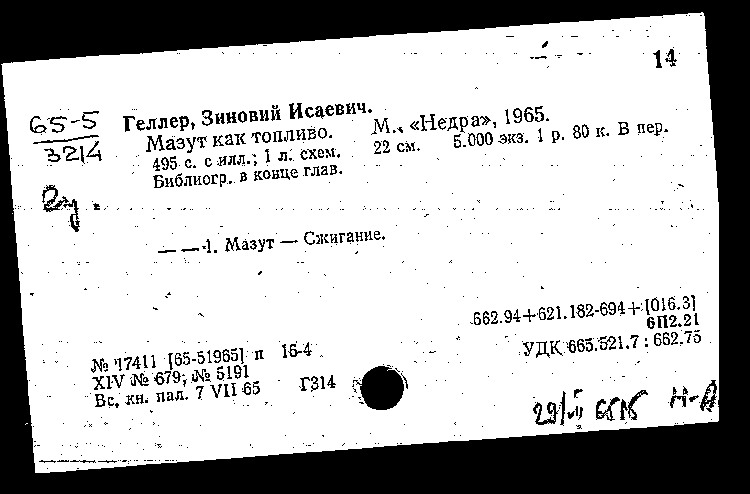 14
65-5 Геллер, Зиновий Исаевич.
3214 Мазут как топливо. М., «Недра», 1965.
495 с. с илл.; 1 л. схем. 22 см. 5.000 экз. 1 р. 80 к. В пер.
Библиогр. в конце глав.
— — 1. Мазут — Сжигание.
662.94+621.182-694+[016.3]
6П2.21
№ 17411 [65-51965] п 15-4 УДК 665.521.7 : 662.75
XIV № 679; № 5191
Вс. кн. пал. 7 VII 65 Г314